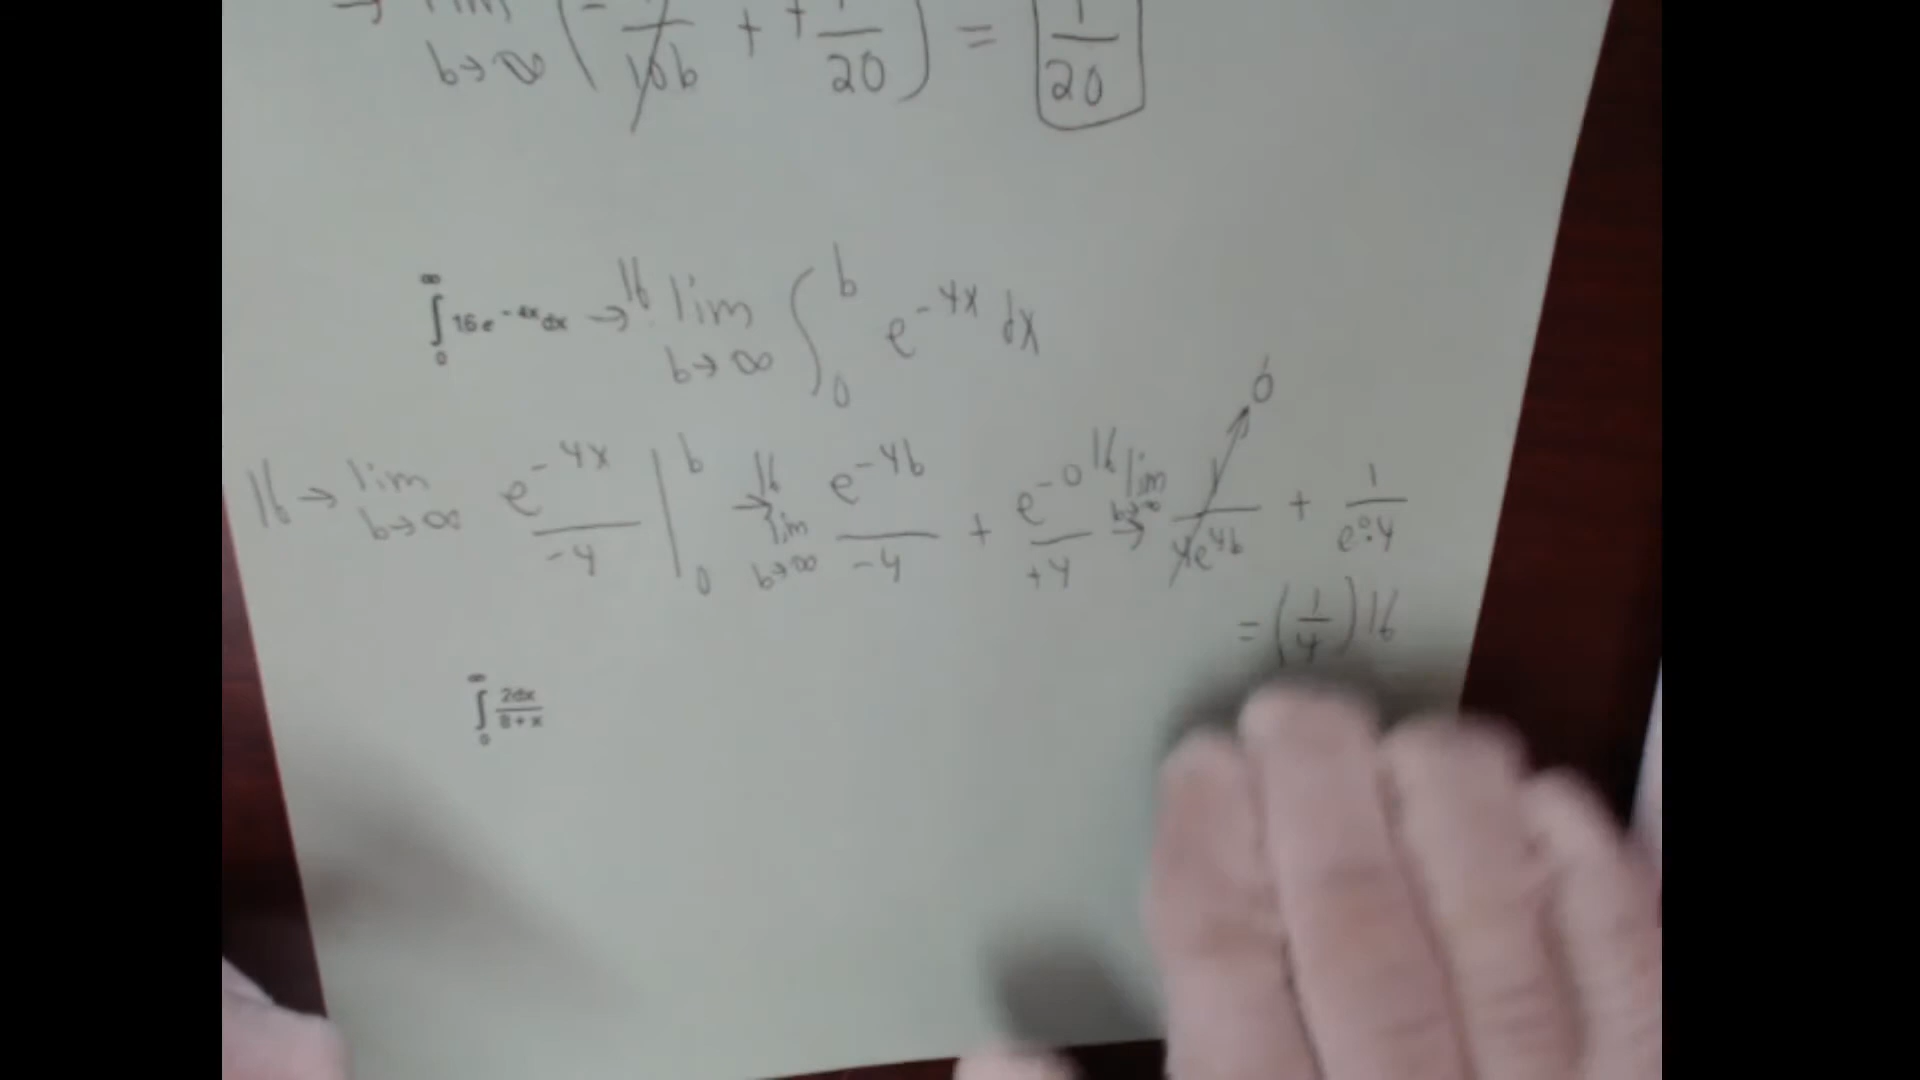 → lim b→∞ (- 1/10b + + 1/20) = 1/20
∫₀^∞ 16e^{-4x} dx → 16 lim b→∞ ∫₀^b e^{-4x} dx
16 → lim b→∞ e^{-4x}/-4 |₀^b → 16 lim b→∞ e^{-4b}/-4 + e^{-0}/+4 → 16 lim b→∞ 1/4e^{4b} + 1/e^0·4
0
= (1/4)16
∫₀^∞ 2dx/8+x